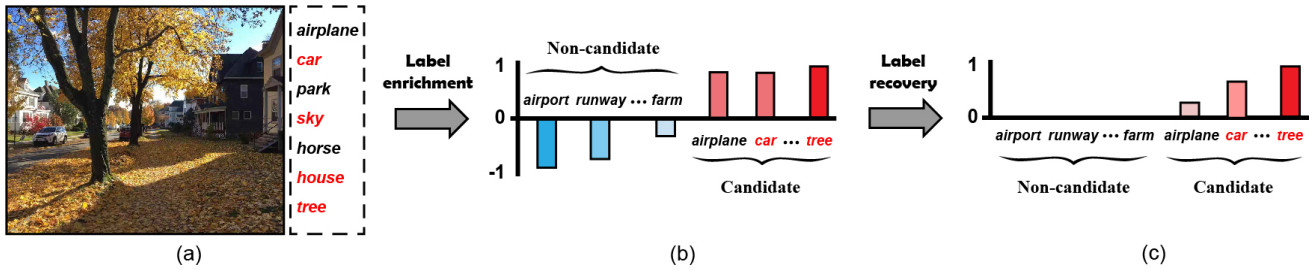 airplane
car
park
sky
horse
house
tree
(a)
Label
enrichment
Non-candidate
1
airport runway ... farm
0
airplane car ... tree
-1
Candidate
(b)
Label
recovery
1
0
airport runway ... farm airplane car ... tree
Non-candidate Candidate
(c)